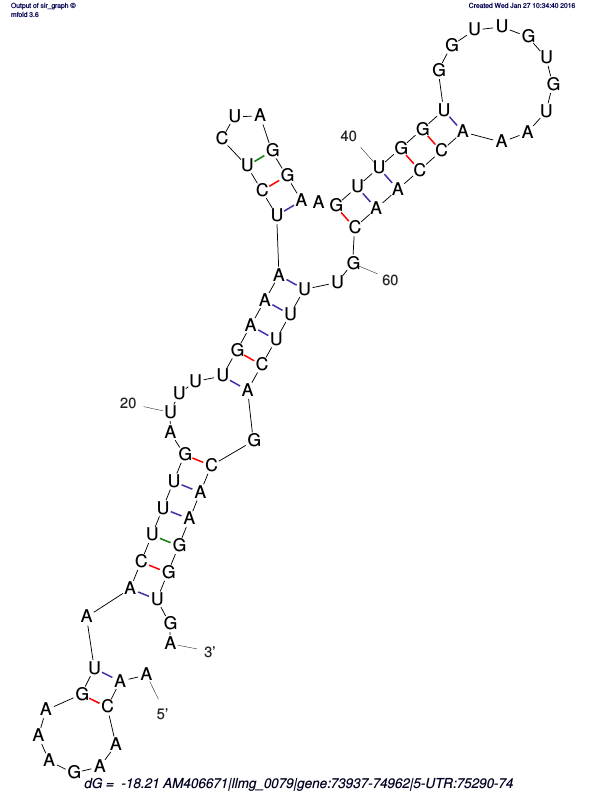 Output of sir_graph ©
mfold 3.6
Created Wed Jan 27 10:34:40 2016
5’
A A C A A G A A A G U A A C U U U G A U
20
U U U G A A A U C U C U A G G A A G U U
40
G G U G G U U G U G U A A A C C A A C G
60
U U U U C A G C A A G G U G A
3’
dG = -18.21 AM406671|llmg_0079|gene:73937-74962|5-UTR:75290-74